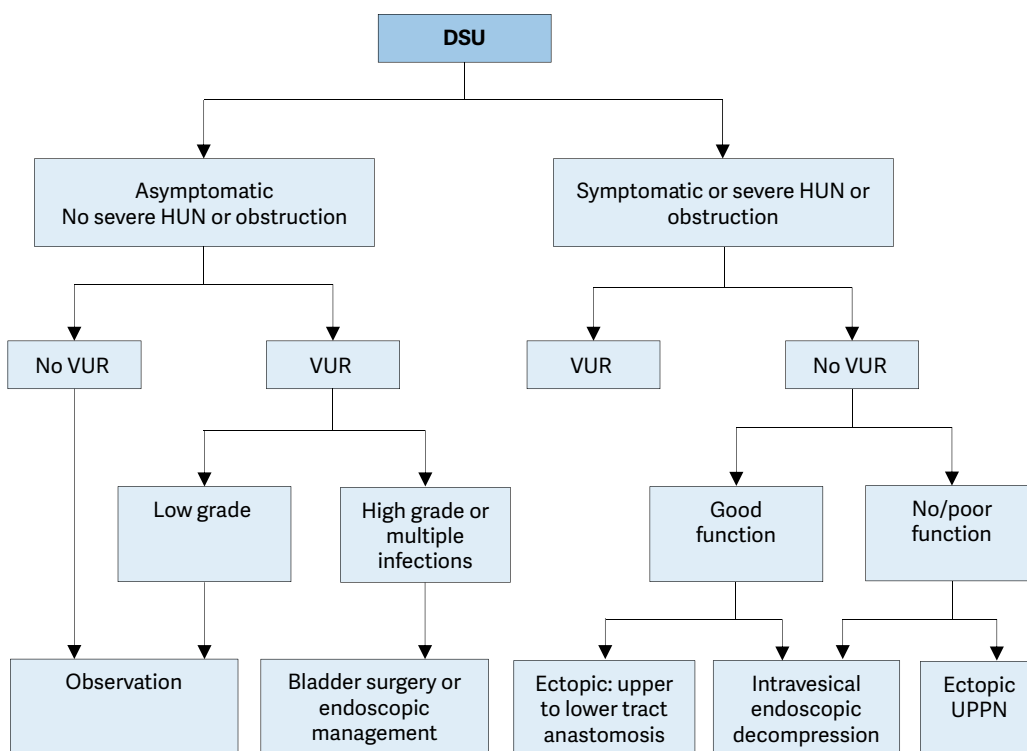 DSU
Asymptomatic
No severe HUN or obstruction
Symptomatic or severe HUN or
obstruction
No VUR
VUR
VUR
No VUR
Low grade
High grade or
multiple
infections
Good
function
No/poor
function
Observation
Bladder surgery or
endoscopic
management
Ectopic: upper
to lower tract
anastomosis
Intravesical
endoscopic
decompression
Ectopic
UPPN